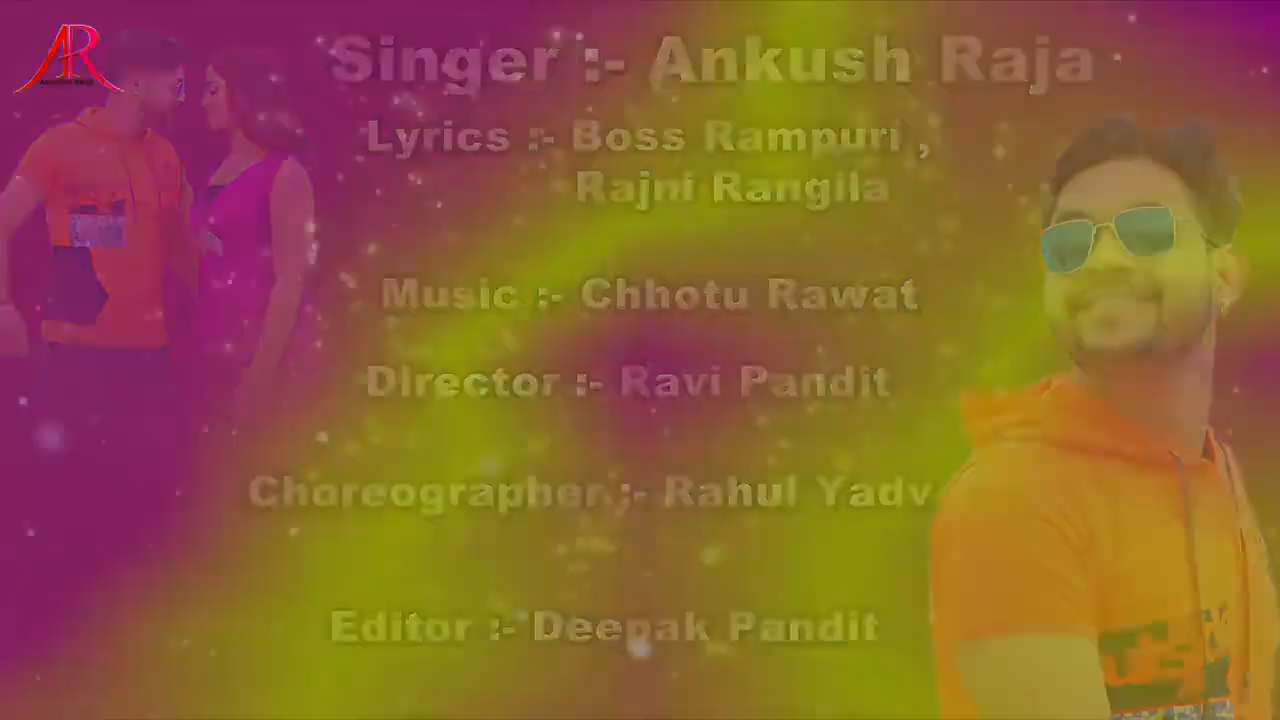 AR
Singer :- Ankush Raja
Lyrics :- Boss Rampuri ,
Rajni Rangila
Music :- Chhotu Rawat
Director :- Ravi Pandit
Choreographer :- Rahul Yadv
Editor :- Deepak Pandit